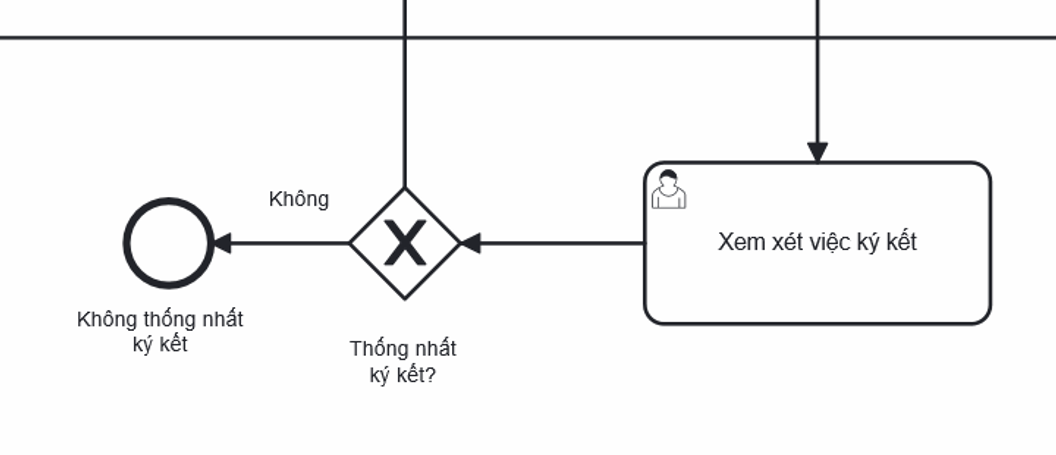 Không
Xem xét việc ký kết
Không thống nhất
ký kết
Thống nhất
ký kết?